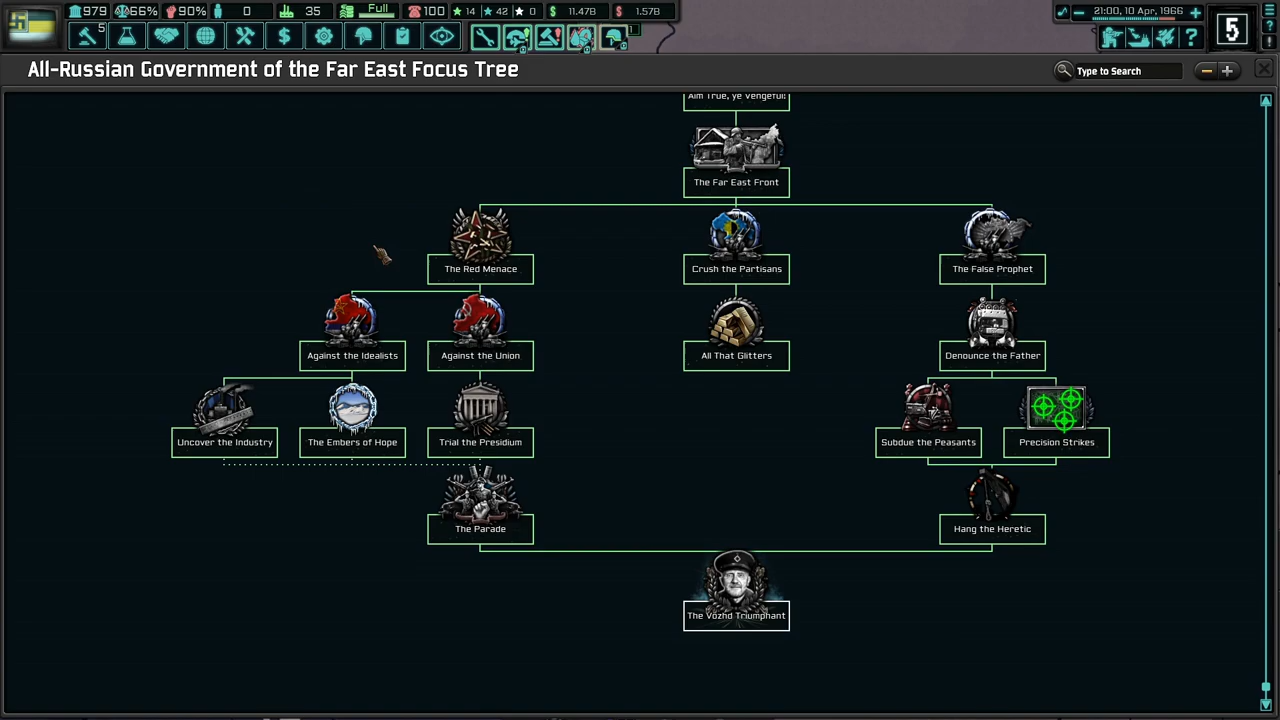 979 66% 90% 0 35 Full 100 14 42 0 $ 11.47B $ 1.57B
21:00, 10 Apr, 1966
5
5
1
All-Russian Government of the Far East Focus Tree
Type to Search
Aim True, ye Vengeful!
The Far East Front
The Red Menace
Crush the Partisans
The False Prophet
Against the Idealists
Against the Union
All That Glitters
Denounce the Father
Uncover the Industry
The Embers of Hope
Trial the Presidium
Subdue the Peasants
Precision Strikes
The Parade
Hang the Heretic
The Vozhd Triumphant